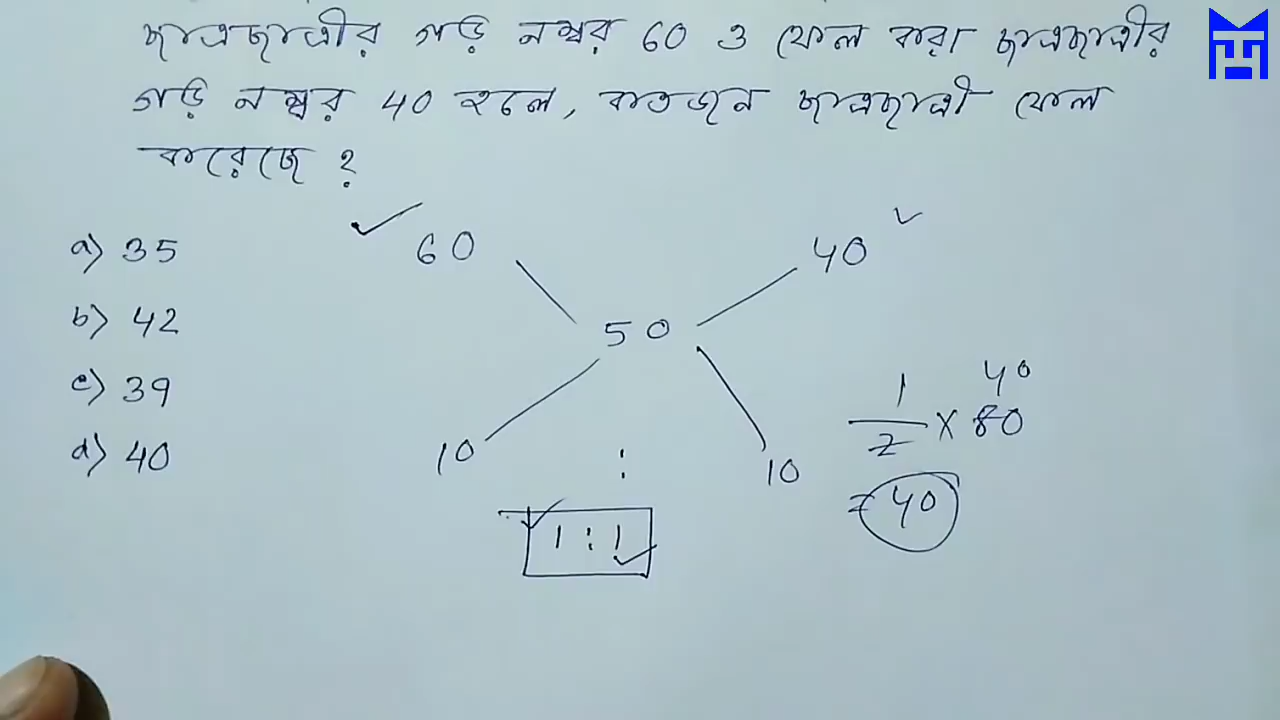 ছাত্রছাত্রীর গড় নম্বর 60 ও ফেল করা ছাত্রছাত্রীর
গড় নম্বর 40 হলে, কতজন ছাত্রছাত্রী ফেল
করেছে ?
a) 35
b) 42
c) 39
d) 40
60 40
50
10 : 10
1 : 1
40
1/2 × 80
= 40